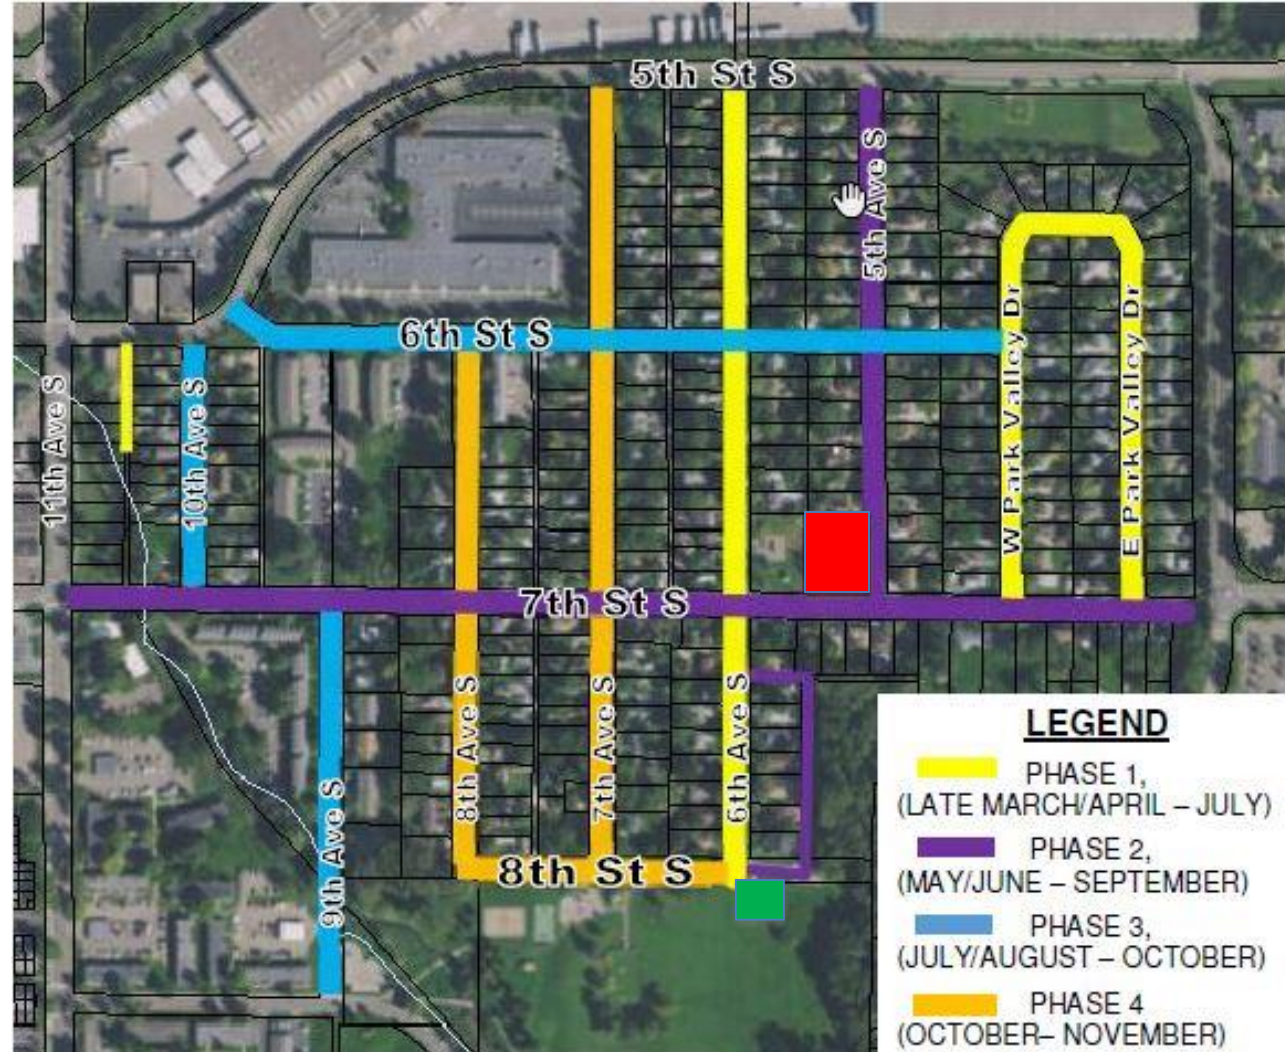 5th St S
5th Ave S
6th St S
W Park Valley Dr
E Park Valley Dr
11th Ave S
10th Ave S
7th St S
8th Ave S
7th Ave S
6th Ave S
9th Ave S
8th St S
LEGEND
PHASE 1,
(LATE MARCH/APRIL – JULY)
PHASE 2,
(MAY/JUNE – SEPTEMBER)
PHASE 3,
(JULY/AUGUST – OCTOBER)
PHASE 4
(OCTOBER– NOVEMBER)